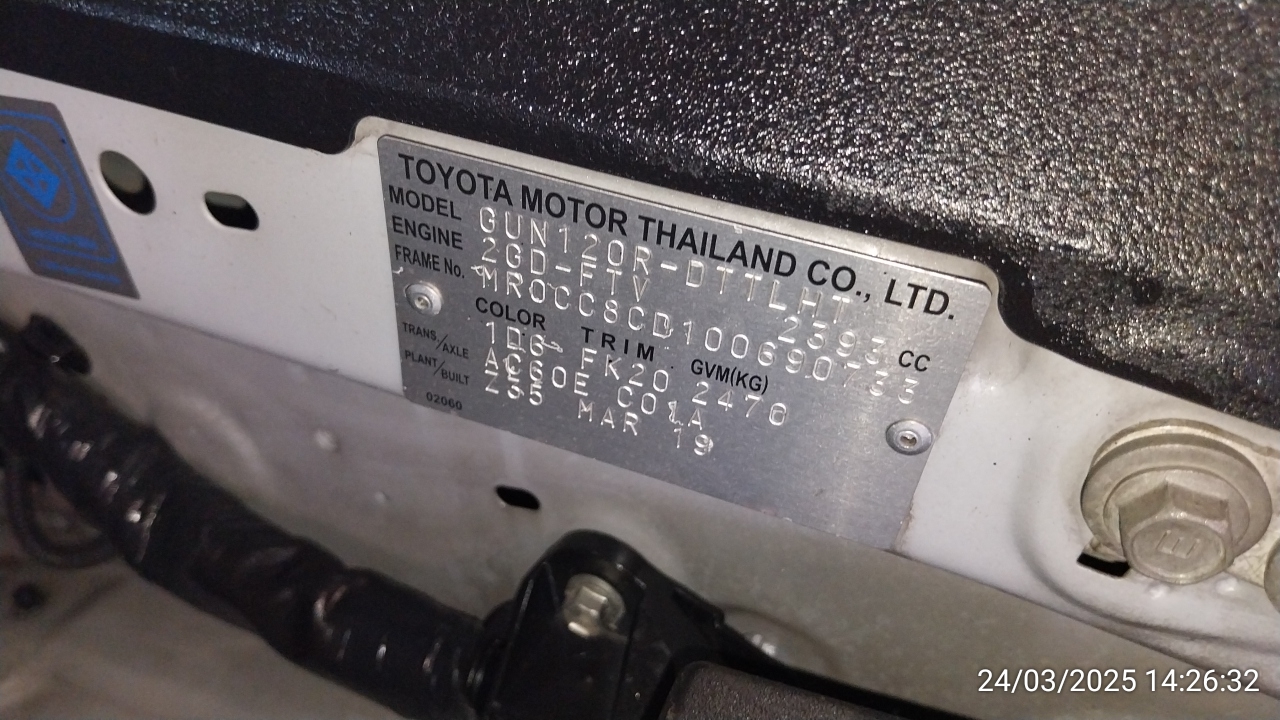 TOYOTA MOTOR THAILAND CO., LTD.
MODEL GUN120R-DTTLHT
ENGINE 2GD-FTV 2393 CC
FRAME No. MR0CC8CD100690733
COLOR TRIM GVM(KG)
1D6 FK20 2470
TRANS/AXLE AC60E C01A
PLANT/BUILT ZS5 MAR 19
02060
24/03/2025 14:26:32